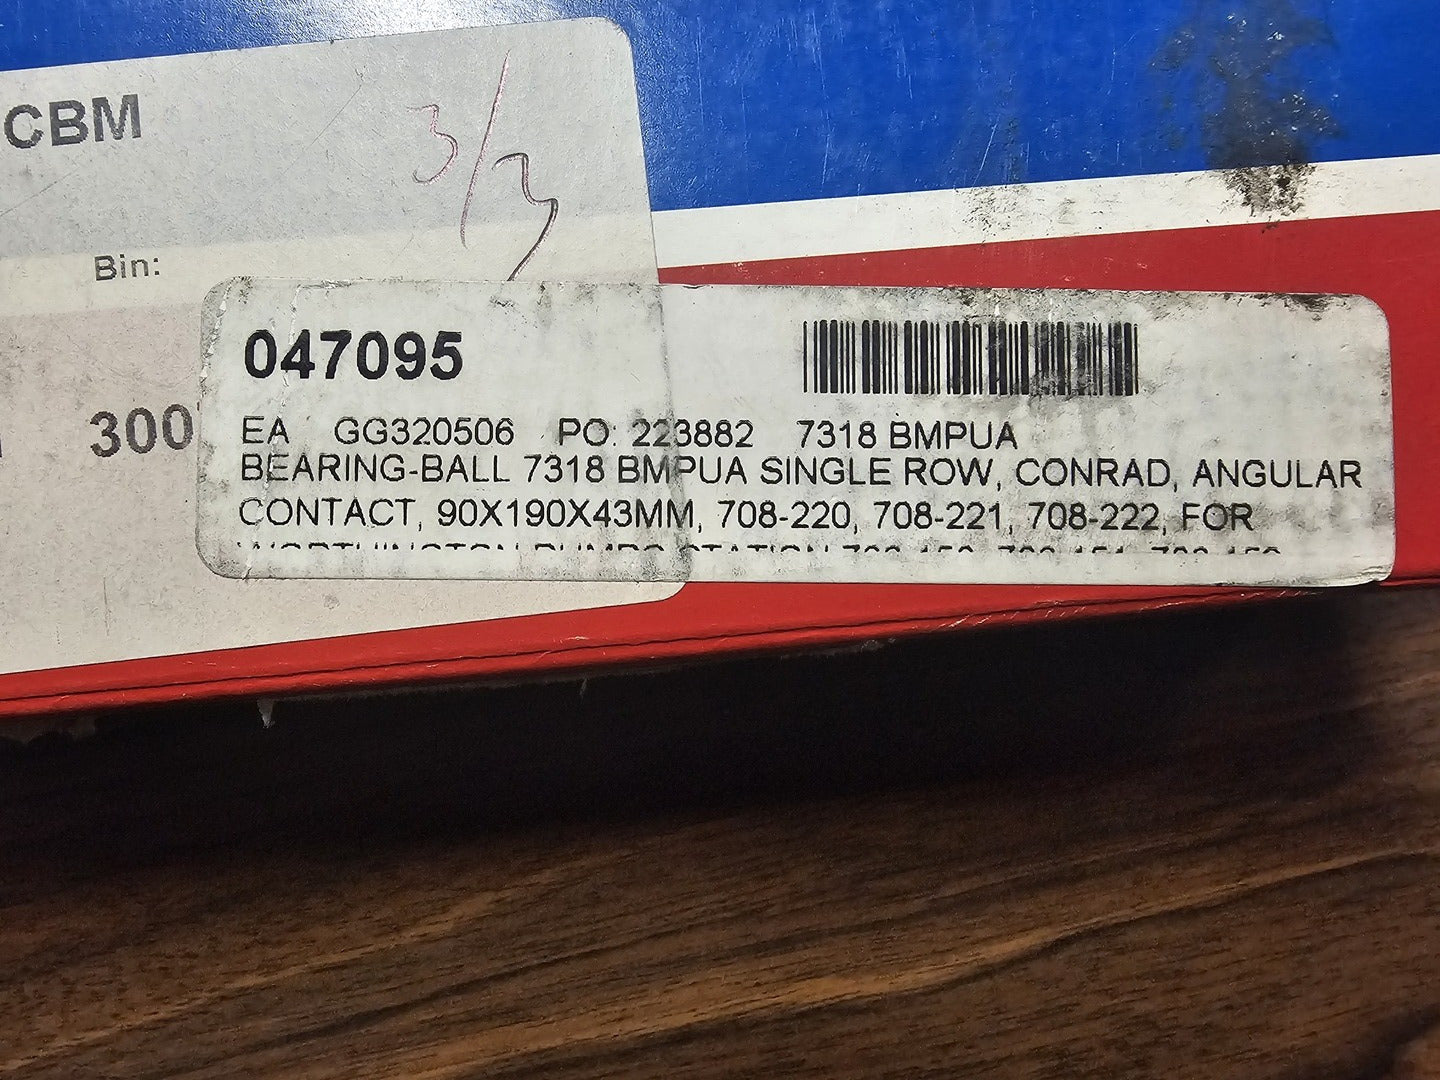 CBM
3/3
Bin:
300
047095
EA GG320506 PO: 223882 7318 BMPUA
BEARING-BALL 7318 BMPUA SINGLE ROW, CONRAD, ANGULAR
CONTACT, 90X190X43MM, 708-220, 708-221, 708-222, FOR